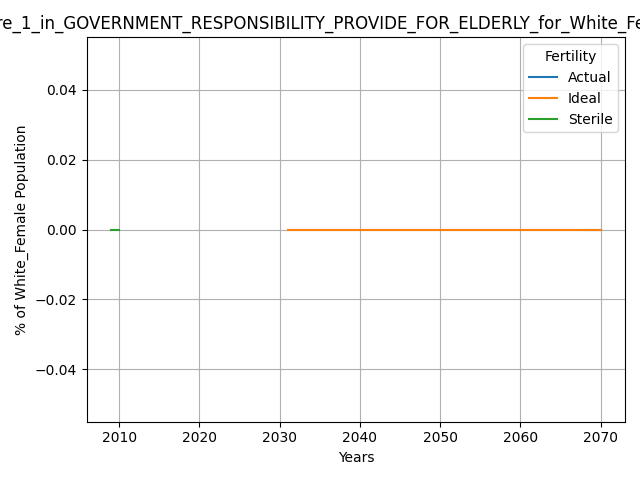 re_1_in_GOVERNMENT_RESPONSIBILITY_PROVIDE_FOR_ELDERLY_for_White_Fe
Fertility
Actual
Ideal
Sterile
% of White_Female Population
0.04
0.02
0.00
−0.02
−0.04
2010 2020 2030 2040 2050 2060 2070
Years